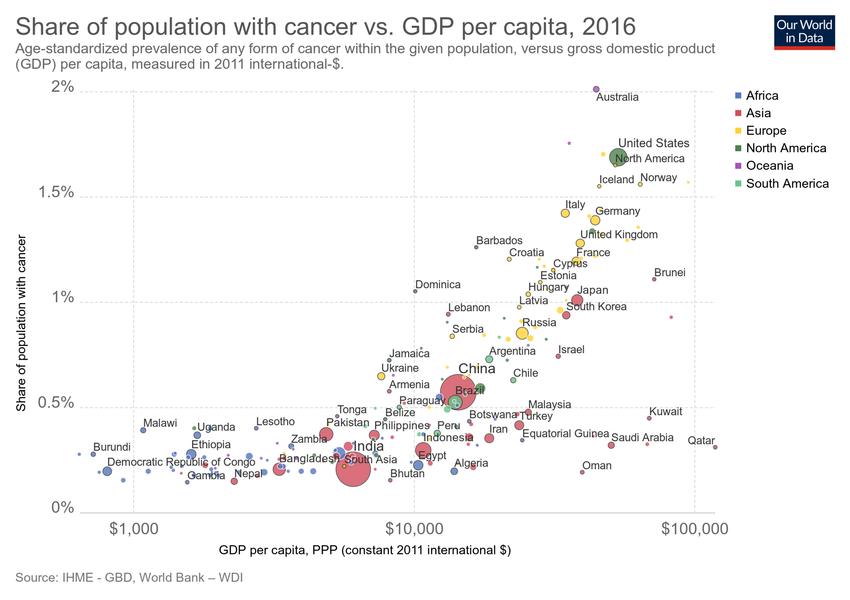 Share of population with cancer vs. GDP per capita, 2016
Our World
in Data
Age-standardized prevalence of any form of cancer within the given population, versus gross domestic product
(GDP) per capita, measured in 2011 international-$.
2%
Australia
Africa
Asia
Europe
North America
Oceania
South America
United States
North America
Iceland
Norway
1.5%
Italy
Germany
Barbados
United Kingdom
Croatia
France
Cyprus
Brunei
Estonia
Dominica
Hungary
Japan
1%
Latvia
Lebanon
South Korea
Serbia
Russia
Jamaica
Argentina
Israel
Ukraine
China
Chile
Armenia
Brazil
Paraguay
0.5%
Tonga
Belize
Botswana
Malaysia
Turkey
Kuwait
Malawi
Uganda
Lesotho
Pakistan
Philippines
Peru
Burundi
Ethiopia
Zambia
India
Indonesia
Iran
Equatorial Guinea
Saudi Arabia
Qatar
Democratic Republic of Congo
Bangladesh
South Asia
Egypt
Algeria
Oman
Gambia
Nepal
Bhutan
0%
$1,000
$10,000
$100,000
Share of population with cancer
GDP per capita, PPP (constant 2011 international $)
Source: IHME - GBD, World Bank – WDI